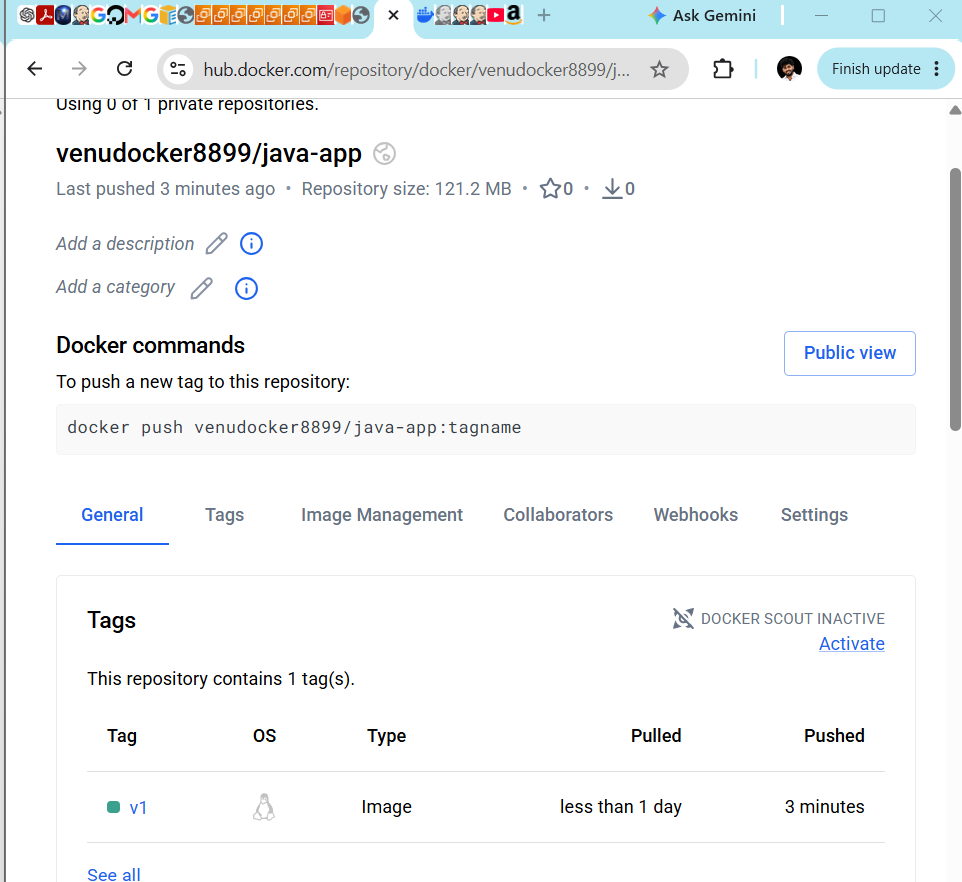 Ask Gemini
hub.docker.com/repository/docker/venudocker8899/j...
Finish update
Using 0 of 1 private repositories.
venudocker8899/java-app
Last pushed 3 minutes ago • Repository size: 121.2 MB • 0 • 0
Add a description
Add a category
Docker commands
Public view
To push a new tag to this repository:
docker push venudocker8899/java-app:tagname
General Tags Image Management Collaborators Webhooks Settings
Tags
DOCKER SCOUT INACTIVE
Activate
This repository contains 1 tag(s).
Tag OS Type Pulled Pushed
v1 Image less than 1 day 3 minutes
See all